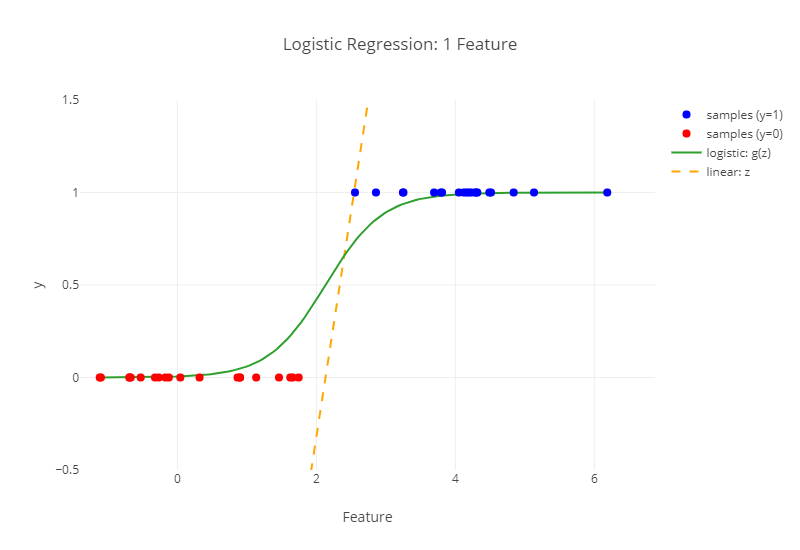 Logistic Regression: 1 Feature
samples (y=1)
samples (y=0)
logistic: g(z)
linear: z
1.5
1
0.5
0
−0.5
y
0
2
4
6
Feature